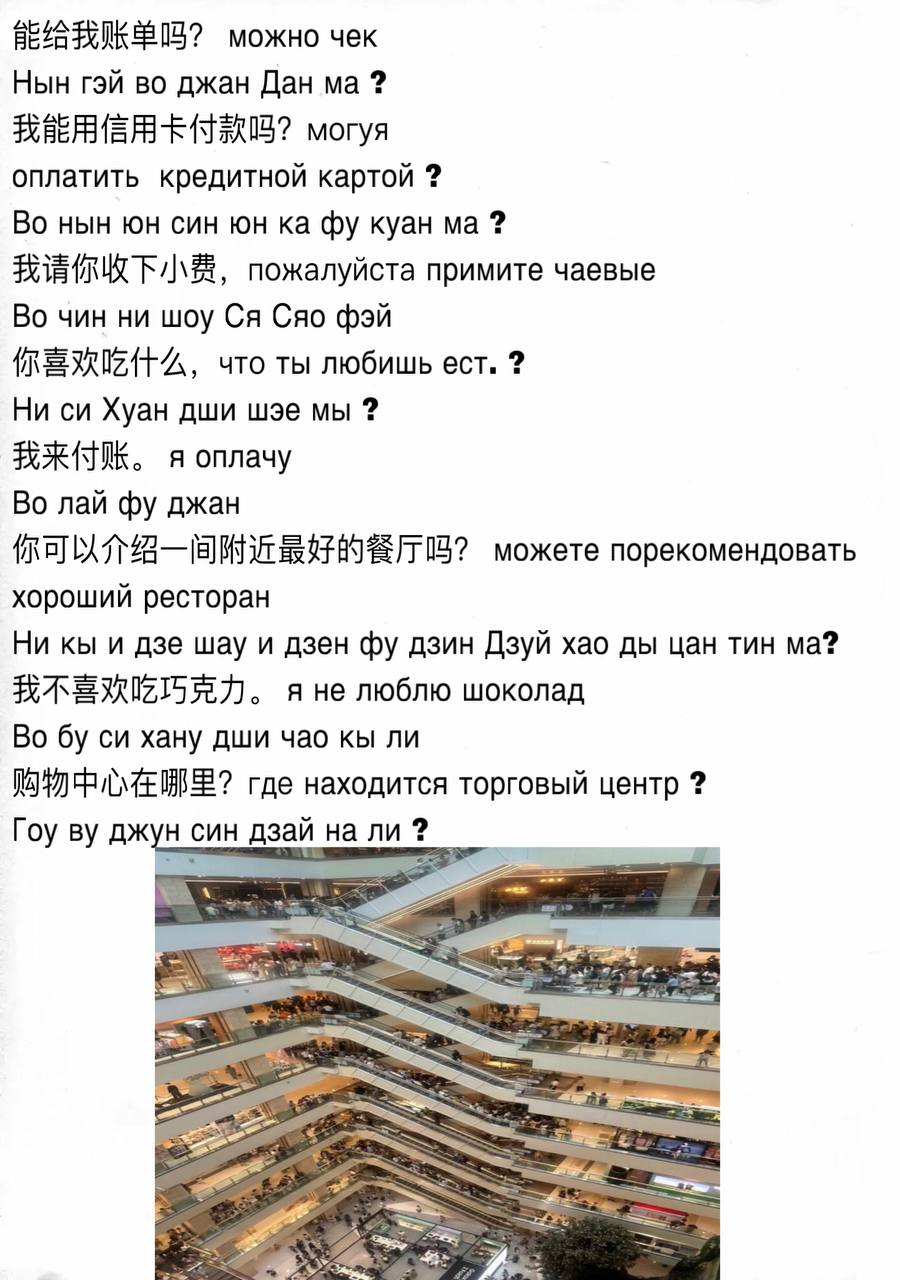 能给我账单吗？ можно чек
Нын гэй во джан Дан ма ?
我能用信用卡付款吗？могуя
оплатить кредитной картой ?
Во нын юн син юн ка фу куан ма ?
我请你收下小费，пожалуйста примите чаевые
Во чин ни шоу Ся Сяо фэй
你喜欢吃什么，что ты любишь ест. ?
Ни си Хуан дши шэе мы ?
我来付账。 я оплачу
Во лай фу джан
你可以介绍一间附近最好的餐厅吗？ можете порекомендовать
хороший ресторан
Ни кы и дзе шау и дзен фу дзин Дзуй хао ды цан тин ма?
我不喜欢吃巧克力。 я не люблю шоколад
Во бу си хану дши чао кы ли
购物中心在哪里？где находится торговый центр ?
Гоу ву джун син дзай на ли ?